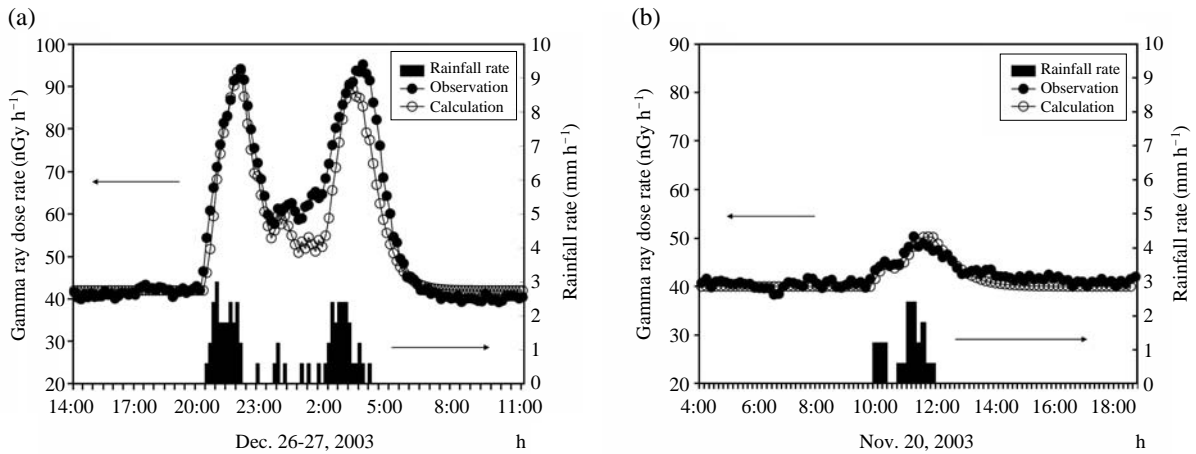 (a)
100
90
80
70
60
50
40
30
20
Gamma ray dose rate (nGy h⁻¹)
10
9
8
7
6
5
4
3
2
1
0
Rainfall rate (mm h⁻¹)
Rainfall rate
Observation
Calculation
14:00 17:00 20:00 23:00 2:00 5:00 11:00
Dec. 26-27, 2003 h
(b)
90
80
70
60
50
40
30
20
Gamma ray dose rate (nGy h⁻¹)
10
9
8
7
6
5
4
3
2
1
0
Rainfall rate (mm h⁻¹)
Rainfall rate
Observation
Calculation
4:00 6:00 8:00 10:00 12:00 14:00 16:00 18:00
Nov. 20, 2003 h